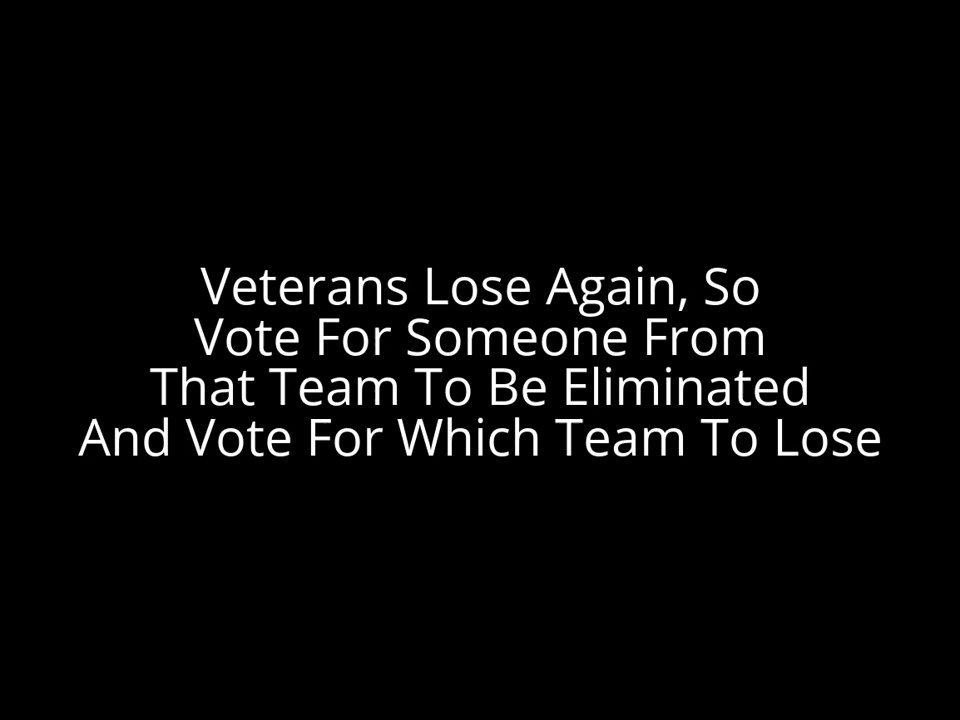 Veterans Lose Again, So
Vote For Someone From
That Team To Be Eliminated
And Vote For Which Team To Lose